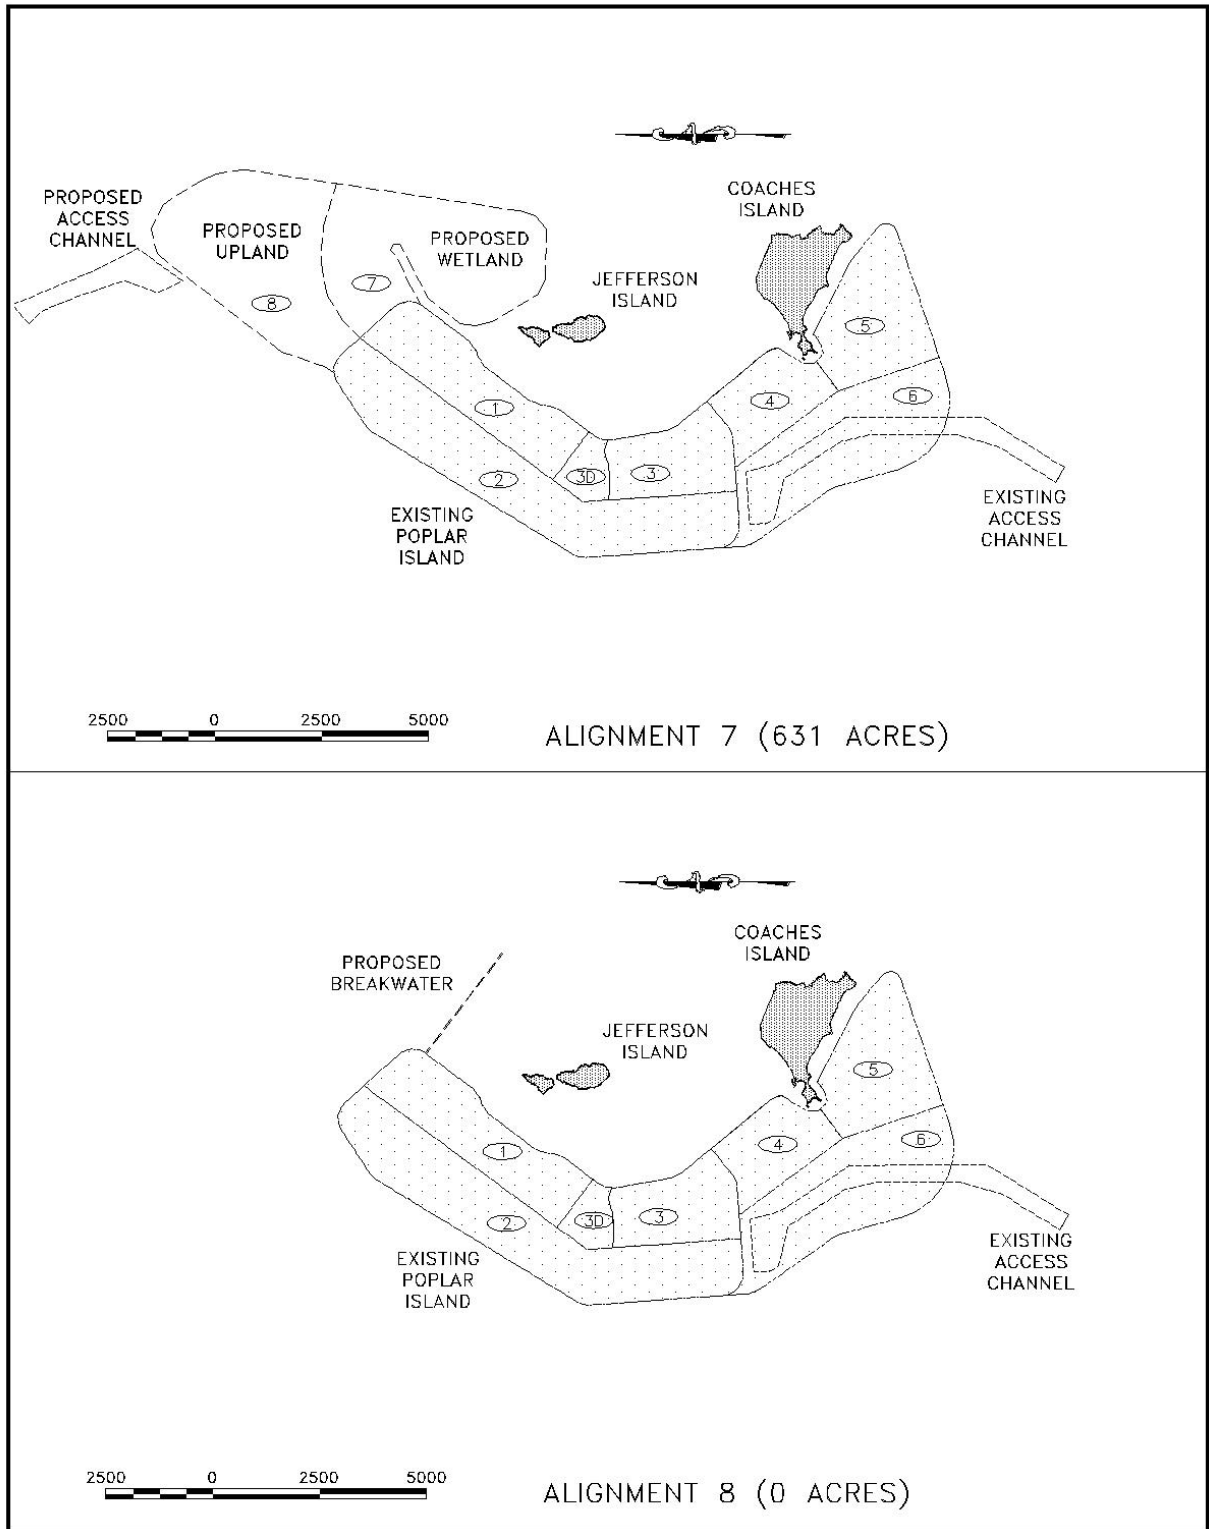 COACHES
ISLAND
PROPOSED
ACCESS
CHANNEL
PROPOSED
UPLAND
PROPOSED
WETLAND
JEFFERSON
ISLAND
7
8
5
6
4
1
3D
3
2
EXISTING
POPLAR
ISLAND
EXISTING
ACCESS
CHANNEL
2500 0 2500 5000
ALIGNMENT 7 (631 ACRES)
COACHES
ISLAND
PROPOSED
BREAKWATER
JEFFERSON
ISLAND
5
6
4
1
3D
3
2
EXISTING
POPLAR
ISLAND
EXISTING
ACCESS
CHANNEL
2500 0 2500 5000
ALIGNMENT 8 (0 ACRES)